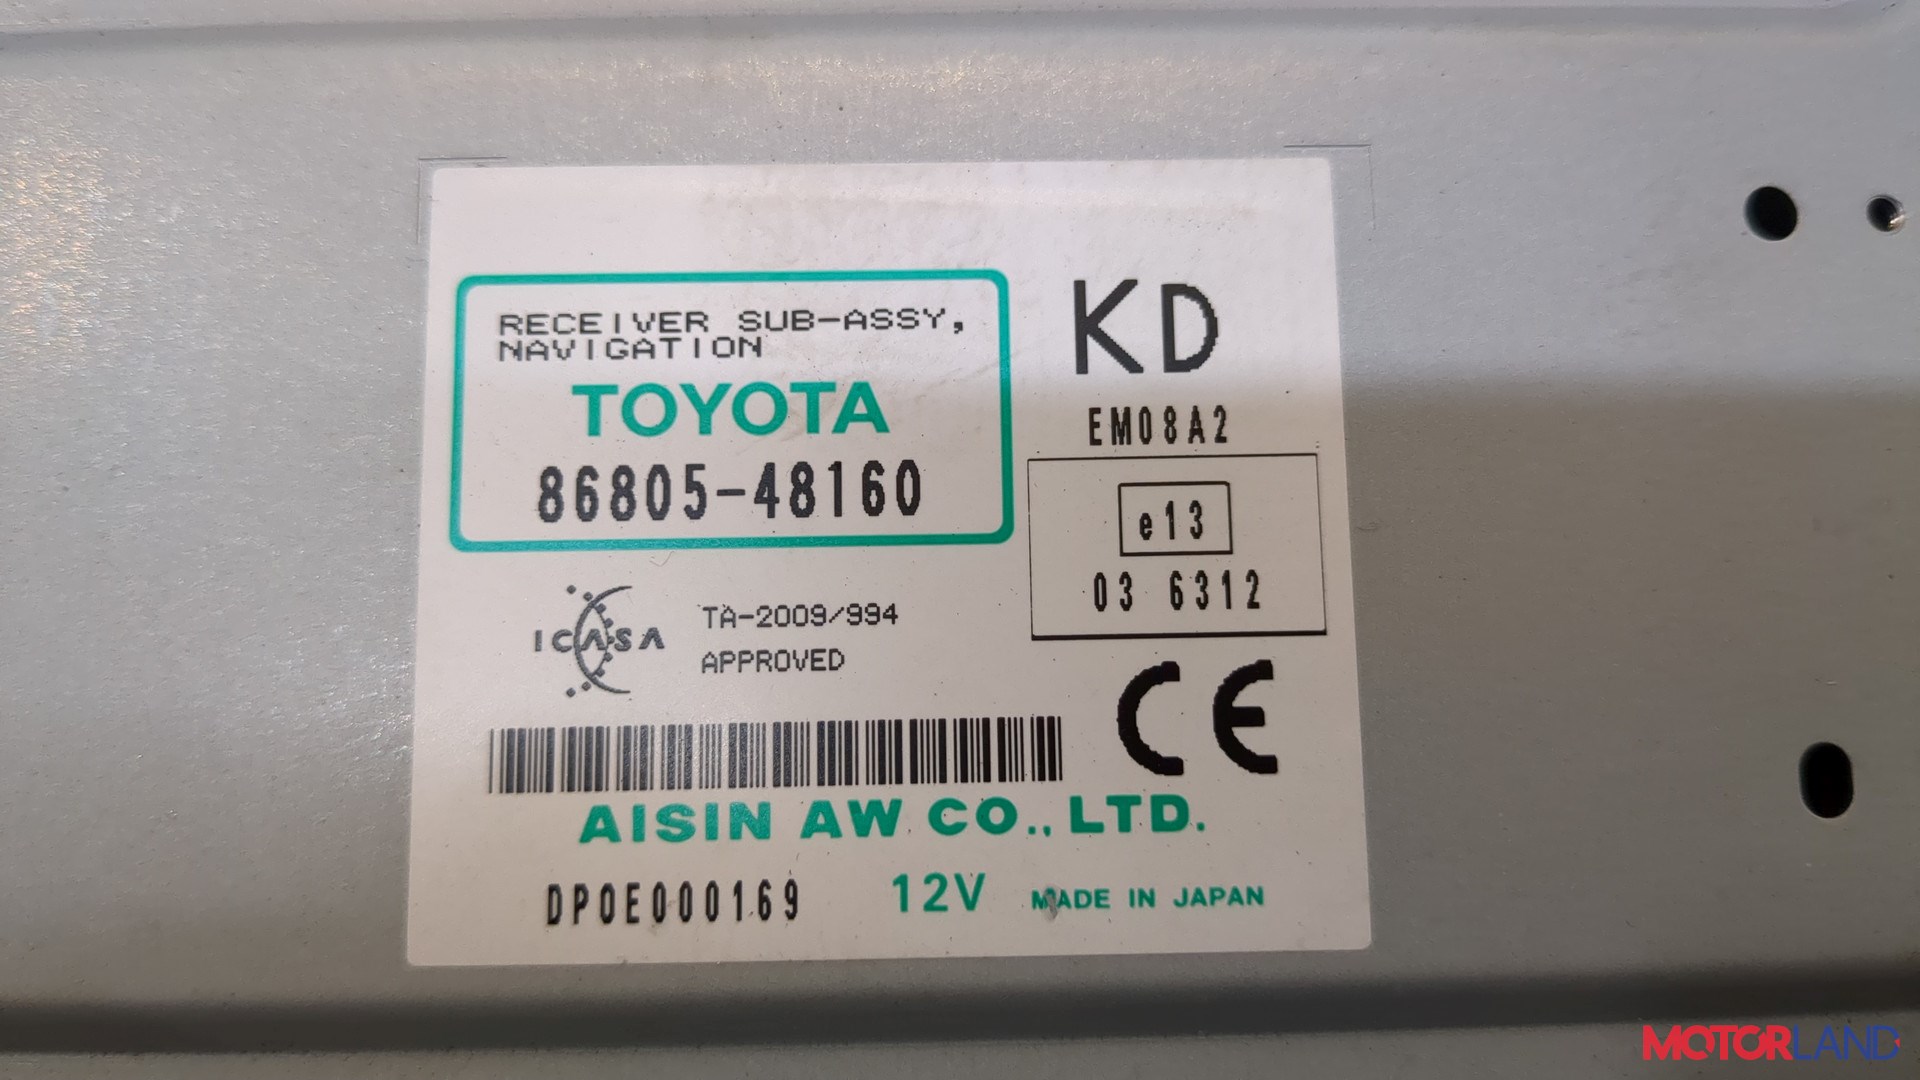 RECEIVER SUB-ASSY,
NAVIGATION
TOYOTA
86805-48160
KD
EM08A2
e13
03 6312
ICASA
TA-2009/994
APPROVED
CE
AISIN AW CO., LTD.
DP0E000169
12V
MADE IN JAPAN
MOTORLAND